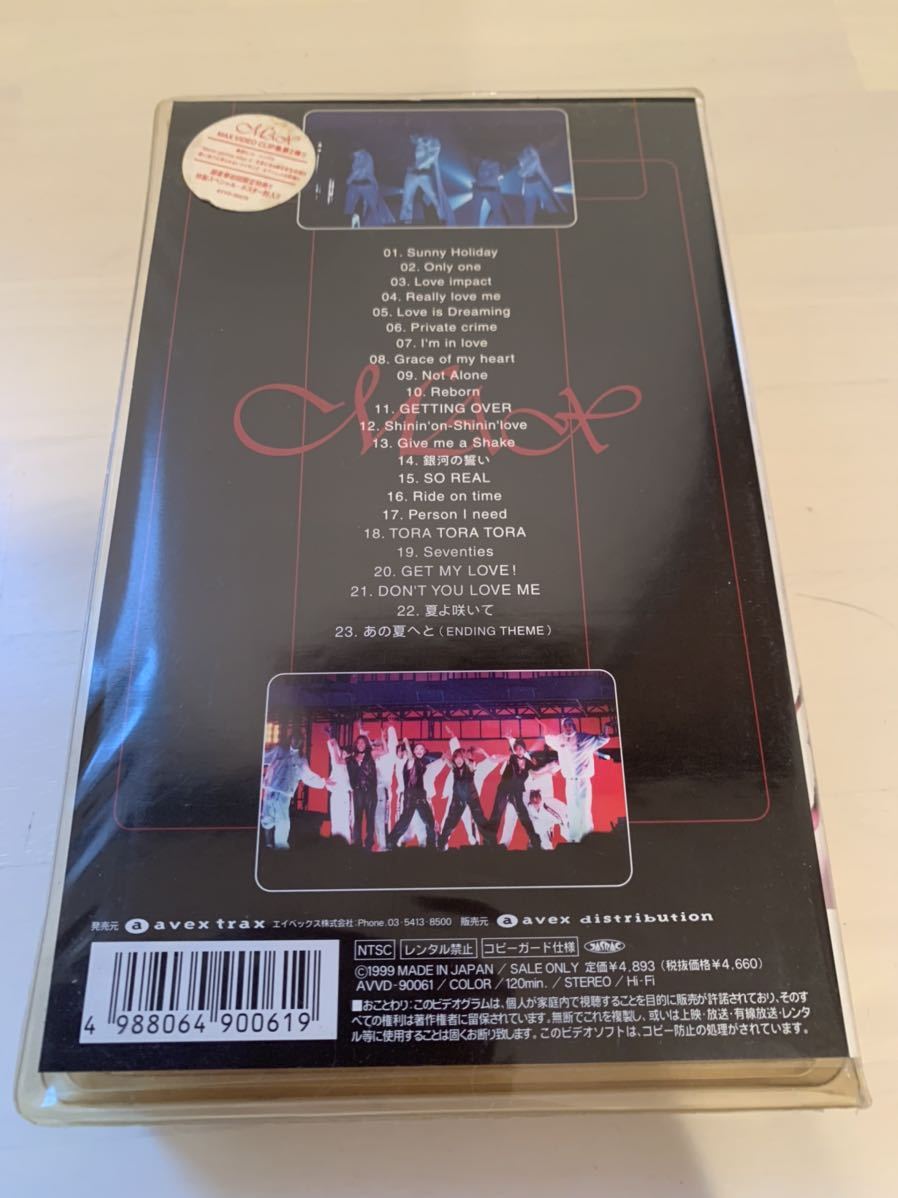 MAX
MAX VIDEO CLIP集第2弾!!
01. Sunny Holiday
02. Only one
03. Love impact
04. Really love me
05. Love is Dreaming
06. Private crime
07. I'm in love
08. Grace of my heart
09. Not Alone
10. Reborn
11. GETTING OVER
12. Shinin'on-Shinin'love
13. Give me a Shake
14. 銀河の誓い
15. SO REAL
16. Ride on time
17. Person I need
18. TORA TORA TORA
19. Seventies
20. GET MY LOVE!
21. DON'T YOU LOVE ME
22. 夏よ咲いて
23. あの夏へと (ENDING THEME)
MAX
発売元 a avex trax エイベックス株式会社:Phone.03-5413-8500 販売元 a avex distribution
NTSC レンタル禁止 コピーガード仕様 JASRAC
©1999 MADE IN JAPAN / SALE ONLY 定価¥4,893 (税抜価格¥4,660)
AVVD-90061 / COLOR / 120min. / STEREO / Hi-Fi
■おことわり:このビデオグラムは、個人が家庭内で視聴することを目的に販売が許諾されており、そのす
べての権利は著作権者に留保されています。無断でこれを複製し、或いは上映・放送・有線放送・レンタ
ル等に使用することは固くお断り致します。このビデオソフトは、コピー防止の処理がされています。
4 988064 900619